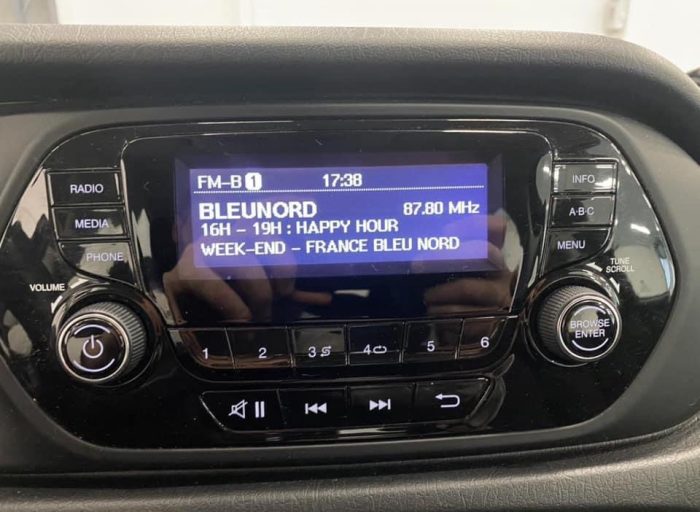 FM-B 1 17:38
BLEUNORD 87.80 MHz
16H - 19H : HAPPY HOUR
WEEK-END - FRANCE BLEU NORD
RADIO
MEDIA
PHONE
INFO
A·B·C
MENU
VOLUME
TUNE
SCROLL
BROWSE
ENTER
1 2 3 4 5 6